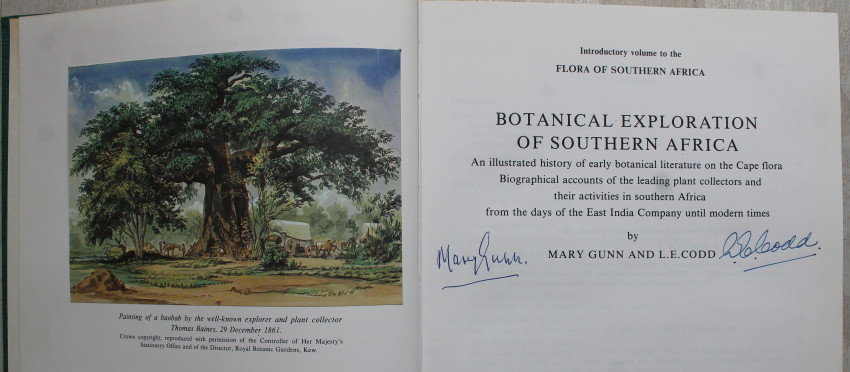 Painting of a baobab by the well-known explorer and plant collector
Thomas Baines, 29 December 1861.
Crown copyright, reproduced with permission of the Controller of Her Majesty's
Stationery Office and of the Director, Royal Botanic Gardens, Kew.
Introductory volume to the
FLORA OF SOUTHERN AFRICA
BOTANICAL EXPLORATION
OF SOUTHERN AFRICA
An illustrated history of early botanical literature on the Cape flora
Biographical accounts of the leading plant collectors and
their activities in southern Africa
from the days of the East India Company until modern times
by
MARY GUNN AND L.E.CODD
Mary Gunn.
L.E.Codd.